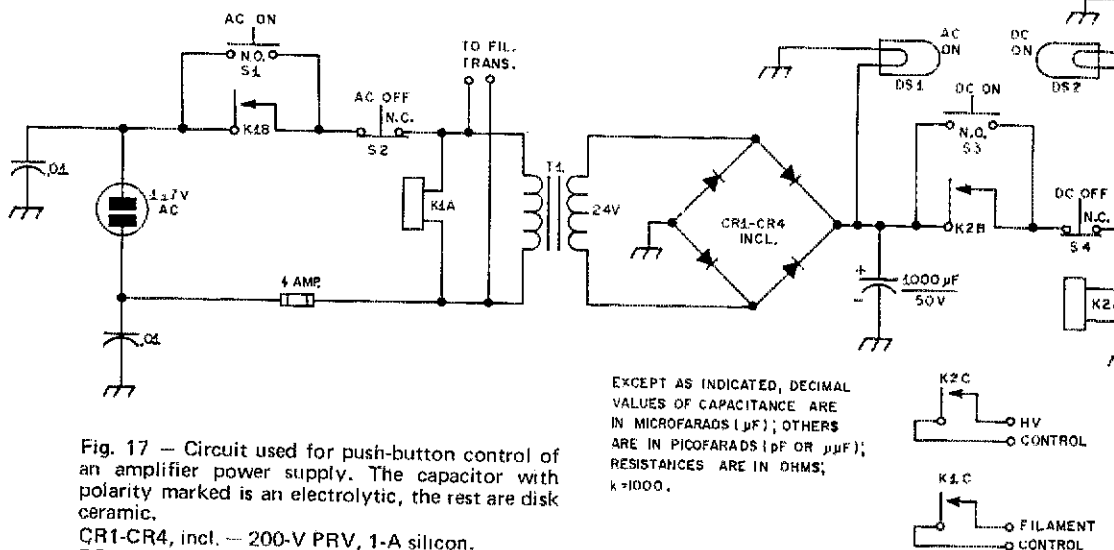 AC ON
N.O.
S1
K1B
AC OFF
N.C.
S2
TO FIL.
TRANS.
.01
117V
AC
K1A
T1
24V
4 AMP.
.01
CR1-CR4
INCL.
AC
ON
DS1
DC
ON
DS2
DC ON
N.O.
S3
K2B
DC OFF
N.C.
S4
+
1000 µF
50V
–
EXCEPT AS INDICATED, DECIMAL
VALUES OF CAPACITANCE ARE
IN MICROFARADS (µF); OTHERS
ARE IN PICOFARADS (pF OR µµF);
RESISTANCES ARE IN OHMS;
k=1000.
K2C
HV
CONTROL
K1C
FILAMENT
CONTROL
Fig. 17 — Circuit used for push-button control of
an amplifier power supply. The capacitor with
polarity marked is an electrolytic, the rest are disk
ceramic.
CR1-CR4, incl. — 200-V PRV, 1-A silicon.